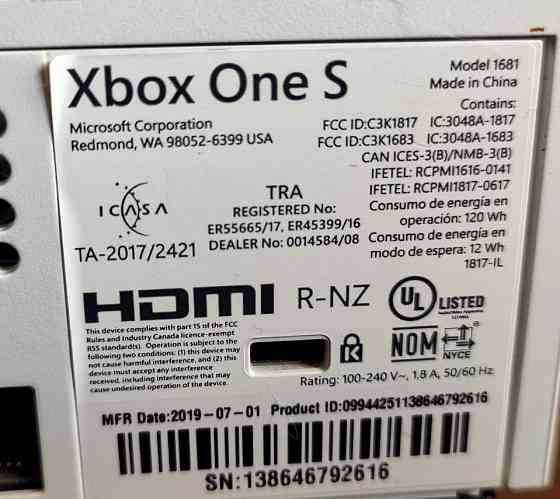 Xbox One S
Model 1681
Made in China
Microsoft Corporation
Redmond, WA 98052-6399 USA
Contains:
FCC ID:C3K1817 IC:3048A-1817
FCC ID:C3K1683 IC:3048A-1683
CAN ICES-3(B)/NMB-3(B)
IFETEL: RCPMI1616-0141
IFETEL: RCPMI1817-0617
Consumo de energía en
operación: 120 Wh
Consumo de energía en
modo de espera: 12 Wh
1817-IL
ICASA
TA-2017/2421
TRA
REGISTERED No:
ER55665/17, ER45399/16
DEALER No: 0014584/08
HDMI
R-NZ
UL LISTED
This device complies with part 15 of the FCC
Rules and Industry Canada licence-exempt
RSS standard(s). Operation is subject to the
following two conditions: (1) this device may
not cause harmful interference, and (2) this
device must accept any interference
received, including interference that may
cause undesired operation of the device.
K
NOM
NYCE
Rating: 100-240 V~, 1.8 A, 50/60 Hz
MFR Date:2019-07-01 Product ID:09944251138646792616
SN:138646792616